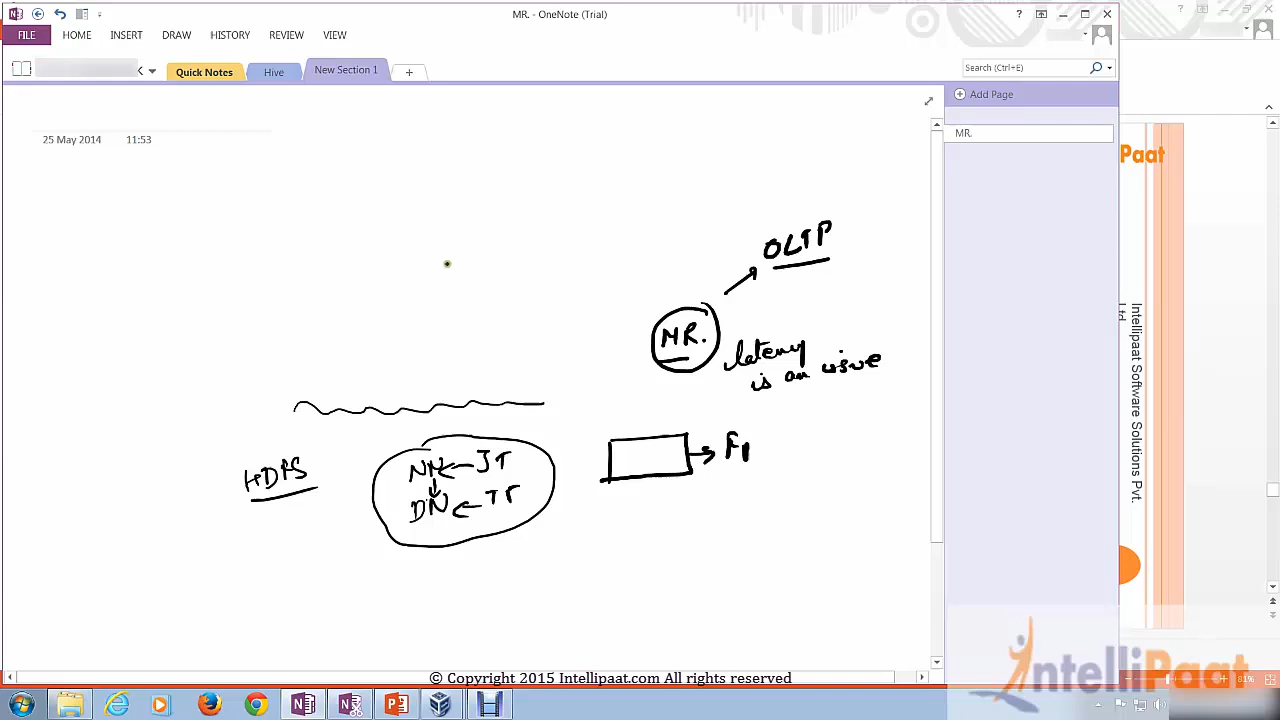 MR. - OneNote (Trial)
FILE HOME INSERT DRAW HISTORY REVIEW VIEW
Quick Notes Hive New Section 1 +
Search (Ctrl+E)
Add Page
25 May 2014 11:53
MR.
Paat
OLTP
MR.
latency
is an issue
HDFS
NN JT
DN TT
Intellipaat Software Solutions Pvt.
Ltd.
IntelliPaat
© Copyright 2015 Intellipaat.com All rights reserved
81%